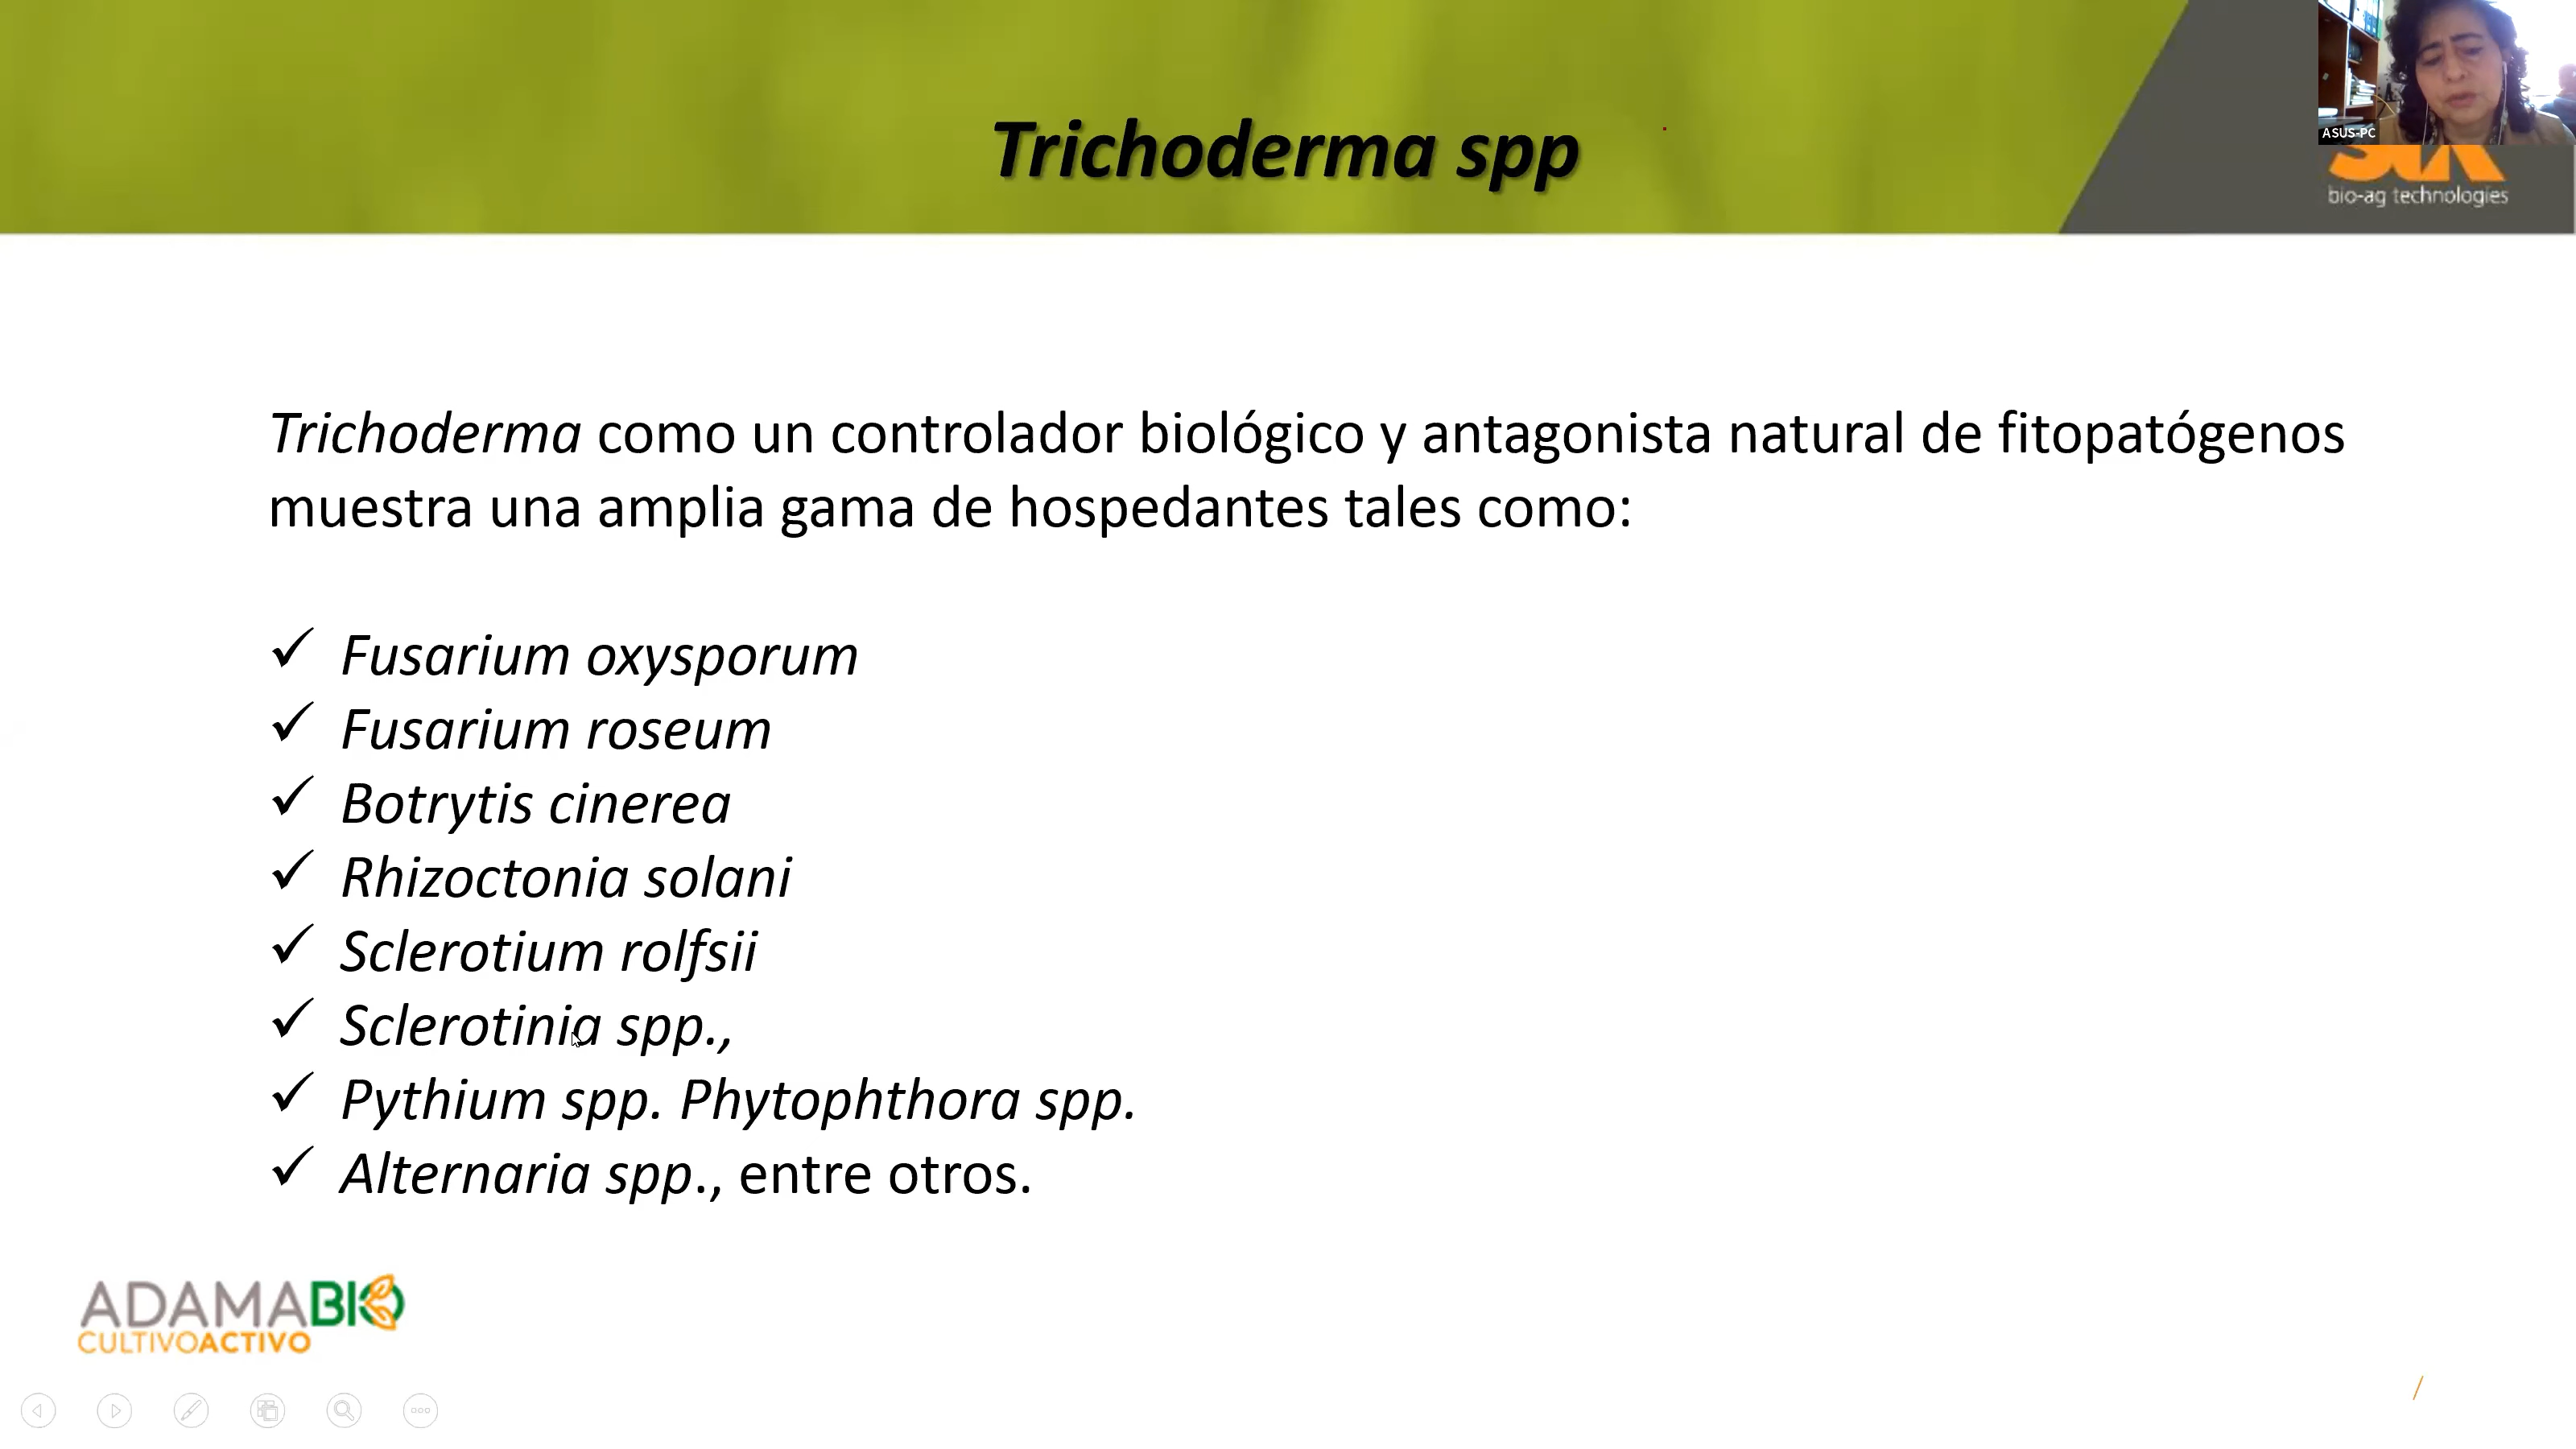 Trichoderma spp
ASUS-PC
bio-ag technologies
Trichoderma como un controlador biológico y antagonista natural de fitopatógenos
muestra una amplia gama de hospedantes tales como:
✓ Fusarium oxysporum
✓ Fusarium roseum
✓ Botrytis cinerea
✓ Rhizoctonia solani
✓ Sclerotium rolfsii
✓ Sclerotinia spp.,
✓ Pythium spp. Phytophthora spp.
✓ Alternaria spp., entre otros.
ADAMABIO
CULTIVOACTIVO
/